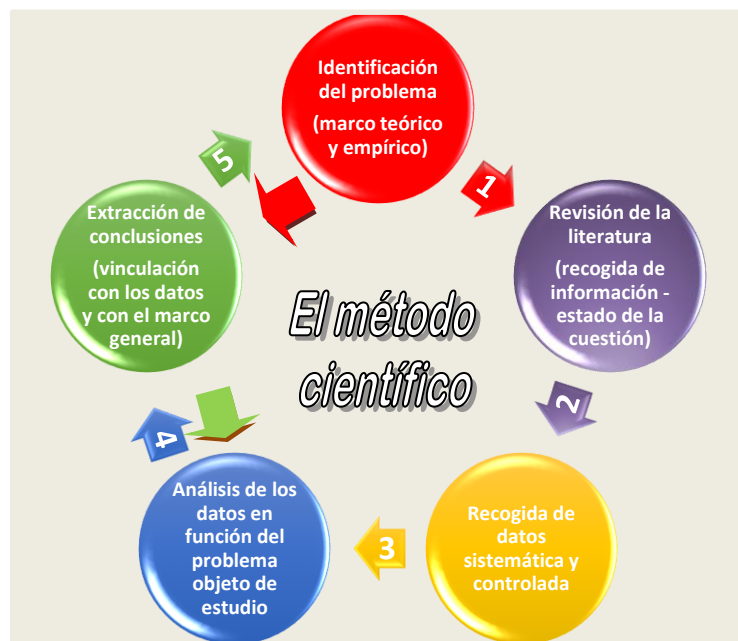 Identificación
del problema
(marco teórico
y empírico)
1
Revisión de la
literatura
(recogida de
información -
estado de la
cuestión)
2
Recogida de
datos
sistemática y
controlada
3
Análisis de los
datos en
función del
problema
objeto de
estudio
4
Extracción de
conclusiones
(vinculación
con los datos
y con el marco
general)
5
El método
científico